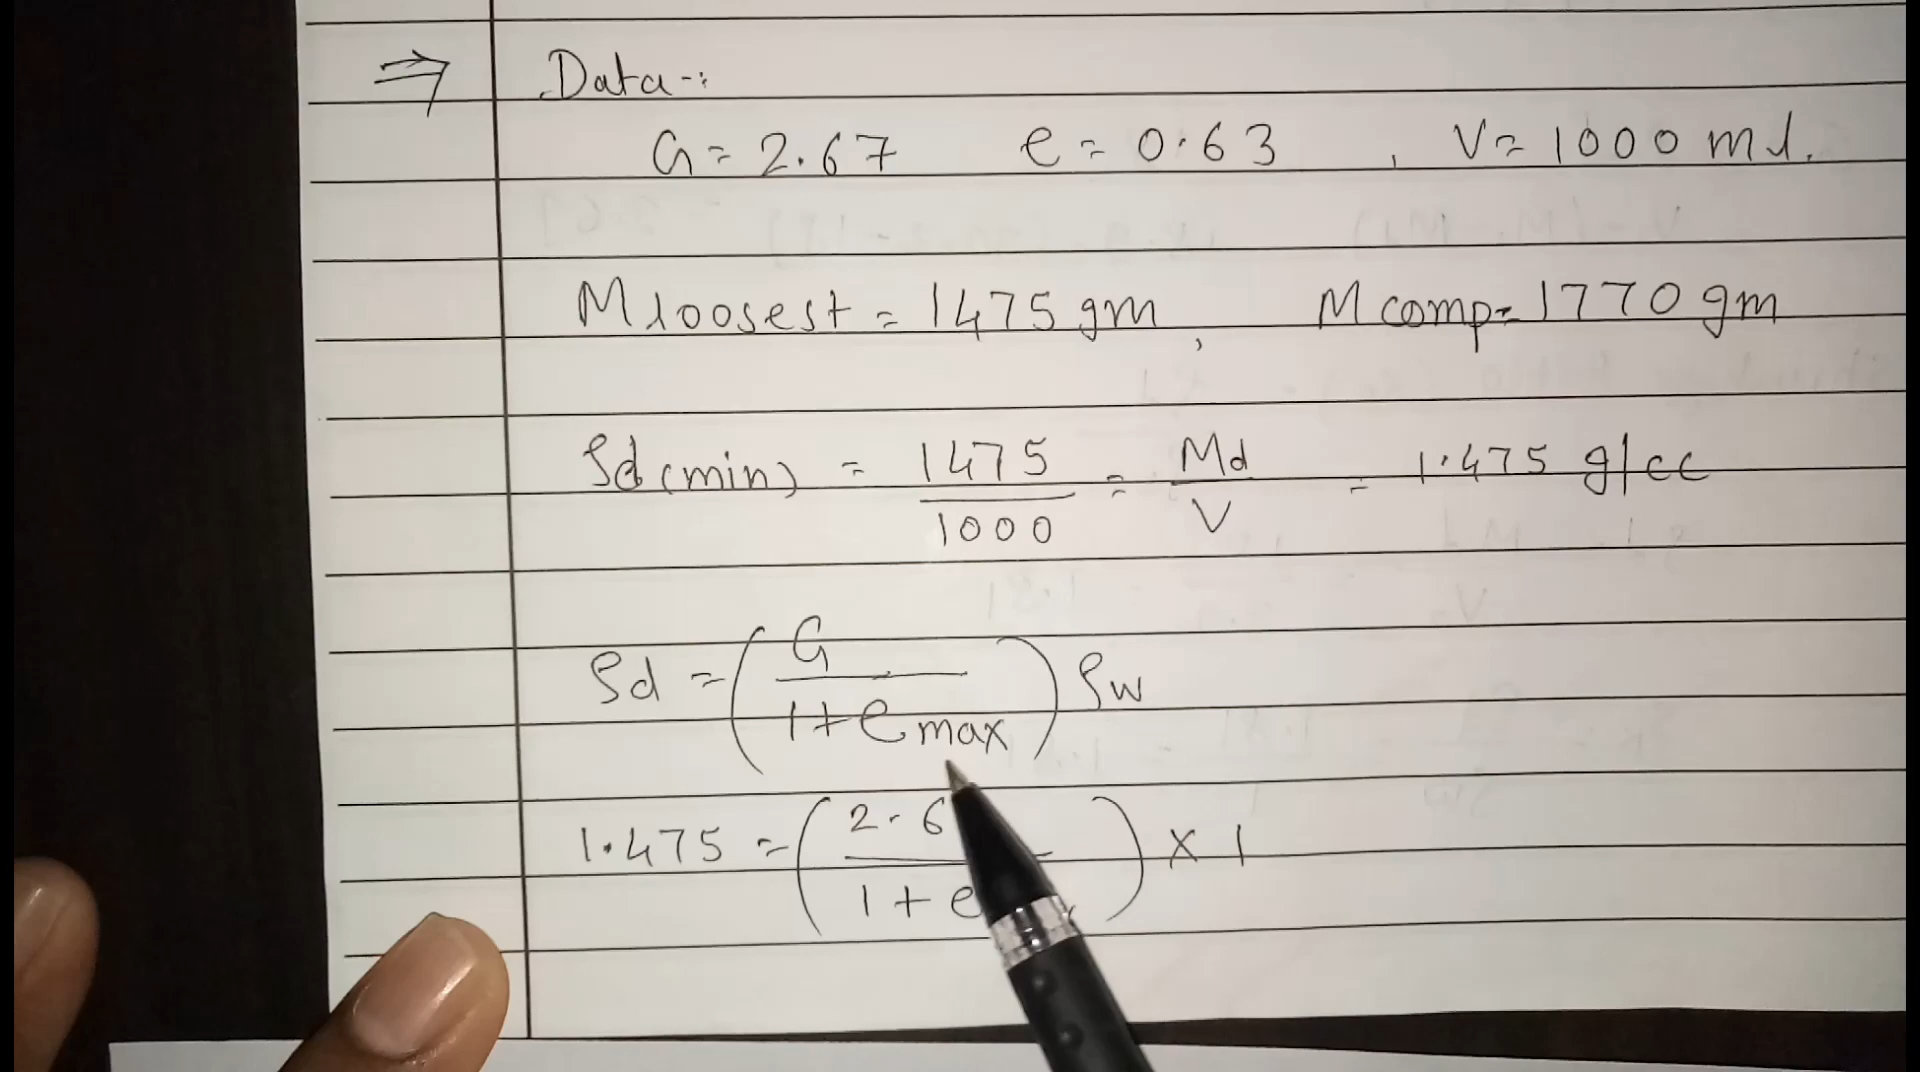 ⇒ Data -:
G = 2.67 e = 0.63 , V = 1000 ml.
M loosest = 1475 gm, M comp = 1770 gm
ρd (min) = 1475/1000 = Md/V = 1.475 g/cc
ρd = (G/(1+e max)) ρw
1.475 = (2.6/(1+e)) × 1